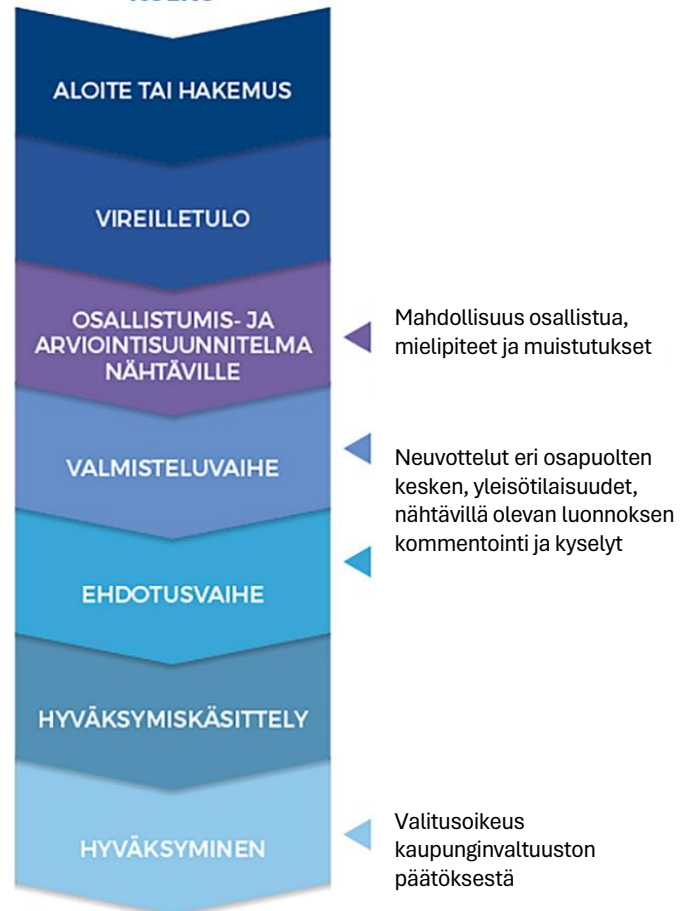 ALOITE TAI HAKEMUS
VIREILLETULO
OSALLISTUMIS- JA
ARVIOINTISUUNNITELMA
NÄHTÄVILLE
Mahdollisuus osallistua,
mielipiteet ja muistutukset
VALMISTELUVAIHE
Neuvottelut eri osapuolten
kesken, yleisötilaisuudet,
nähtävillä olevan luonnoksen
kommentointi ja kyselyt
EHDOTUSVAIHE
HYVÄKSYMISKÄSITTELY
HYVÄKSYMINEN
Valitusoikeus
kaupunginvaltuuston
päätöksestä